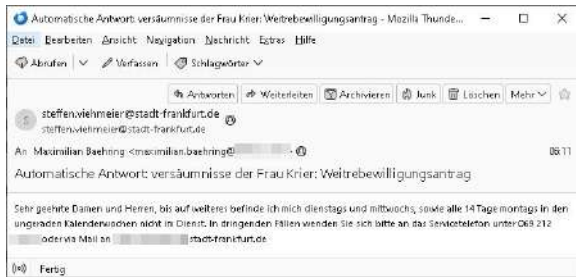 Automatische Antwort: versäumnisse der Frau Krier: Weitrebewilligungsantrag - Mozilla Thunde...
Datei Bearbeiten Ansicht Navigation Nachricht Extras Hilfe
Abrufen Verfassen Schlagwörter
Antworten Weiterleiten Archivieren Junk Löschen Mehr
S steffen.viehmeier@stadt-frankfurt.de
steffen.viehmeier@stadt-frankfurt.de
An Maximilian Baehring <maximilian.baehring@ 06:11
Automatische Antwort: versäumnisse der Frau Krier: Weitrebewilligungsantrag
Sehr geehrte Damen und Herren, bis auf weiteres befinde ich mich dienstags und mittwochs, sowie alle 14 Tage montags in den
ungeraden Kalenderwochen nicht in Dienst. In dringenden Fällen wenden Sie sich bitte an das Servicetelefon unter 069 212
oder via Mail an stadt-frankfurt.de
Fertig